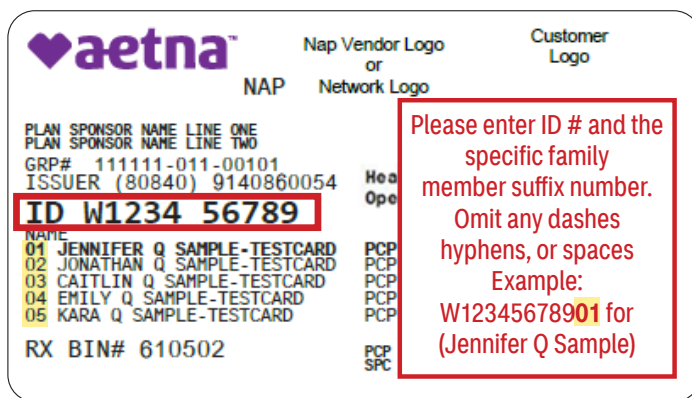 aetna™
Nap Vendor Logo
or
Network Logo
Customer
Logo
NAP
PLAN SPONSOR NAME LINE ONE
PLAN SPONSOR NAME LINE TWO
GRP# 111111-011-00101
ISSUER (80840) 9140860054
Hea
Ope
ID W1234 56789
NAME
01 JENNIFER Q SAMPLE-TESTCARD PCP
02 JONATHAN Q SAMPLE-TESTCARD PCP
03 CAITLIN Q SAMPLE-TESTCARD PCP
04 EMILY Q SAMPLE-TESTCARD PCP
05 KARA Q SAMPLE-TESTCARD PCP
RX BIN# 610502
PCP
SPC
Please enter ID # and the
specific family
member suffix number.
Omit any dashes
hyphens, or spaces
Example:
W12345678901 for
(Jennifer Q Sample)